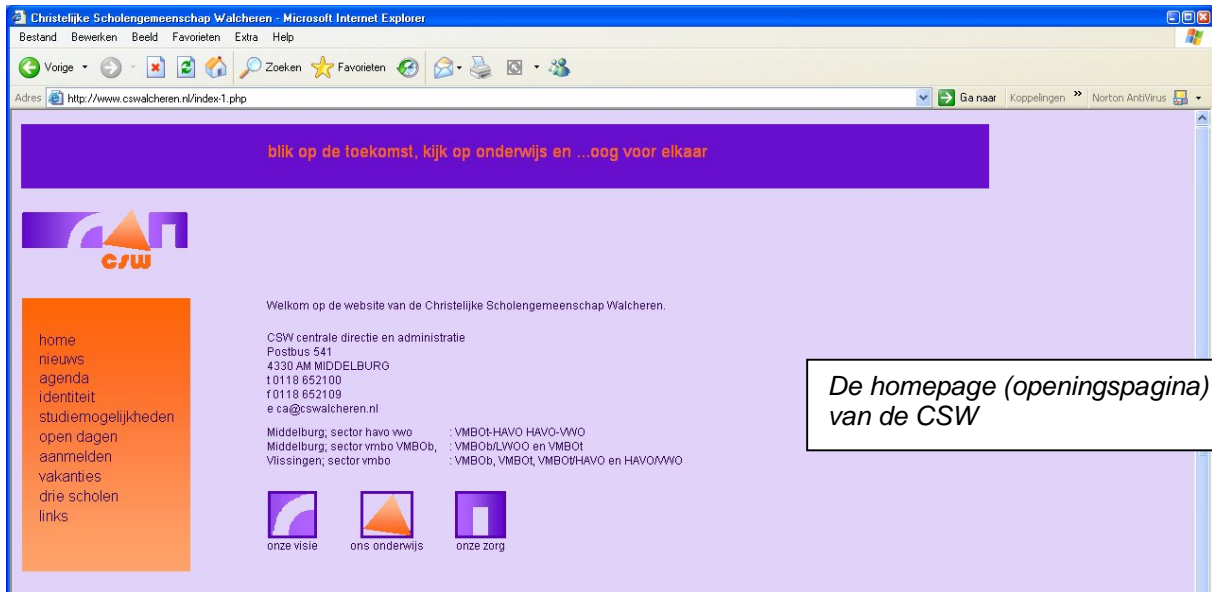 Christelijke Scholengemeenschap Walcheren - Microsoft Internet Explorer
Bestand Bewerken Beeld Favorieten Extra Help
Vorige Zoeken Favorieten
Adres http://www.cswalcheren.nl/index-1.php Ga naar Koppelingen » Norton AntiVirus
blik op de toekomst, kijk op onderwijs en ...oog voor elkaar
csw
home
nieuws
agenda
identiteit
studiemogelijkheden
open dagen
aanmelden
vakanties
drie scholen
links
Welkom op de website van de Christelijke Scholengemeenschap Walcheren.
CSW centrale directie en administratie
Postbus 541
4330 AM MIDDELBURG
t 0118 652100
f 0118 652109
e ca@cswalcheren.nl
Middelburg; sector havo vwo : VMBOt-HAVO HAVO-VWO
Middelburg; sector vmbo VMBOb, : VMBOb/LWOO en VMBOt
Vlissingen; sector vmbo : VMBOb, VMBOt, VMBOt/HAVO en HAVO/VWO
onze visie ons onderwijs onze zorg
De homepage (openingspagina)
van de CSW